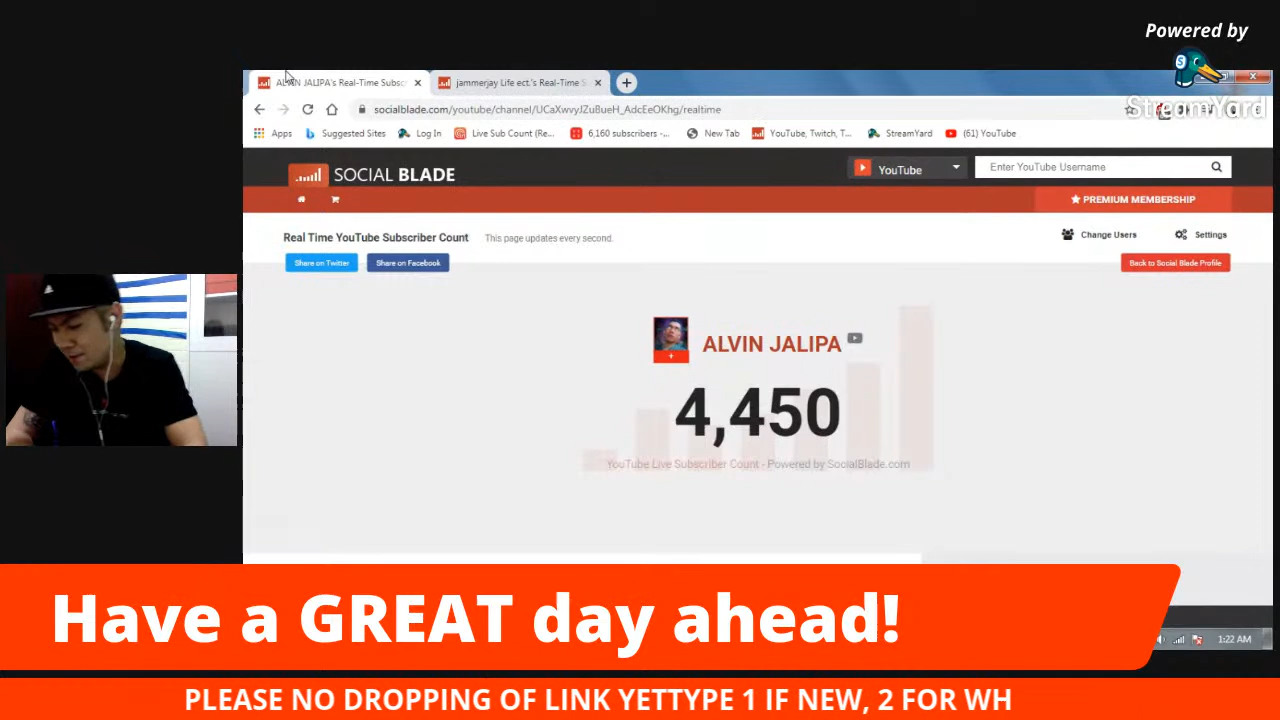 Powered by
StreamYard
ALVIN JALIPA's Real-Time Subsc
jammerjay Life ect.'s Real-Time S
socialblade.com/youtube/channel/UCaXwvyJZuBueH_AdcEeOKhg/realtime
Apps Suggested Sites Log In Live Sub Count (Re... 6,160 subscribers -... New Tab YouTube, Twitch, T... StreamYard (61) YouTube
SOCIAL BLADE YouTube Enter YouTube Username
PREMIUM MEMBERSHIP
Real Time YouTube Subscriber Count This page updates every second. Change Users Settings
Share on Twitter Share on Facebook Back to Social Blade Profile
ALVIN JALIPA
4,450
YouTube Live Subscriber Count - Powered by SocialBlade.com
Have a GREAT day ahead!
1:22 AM
PLEASE NO DROPPING OF LINK YETTYPE 1 IF NEW, 2 FOR WH